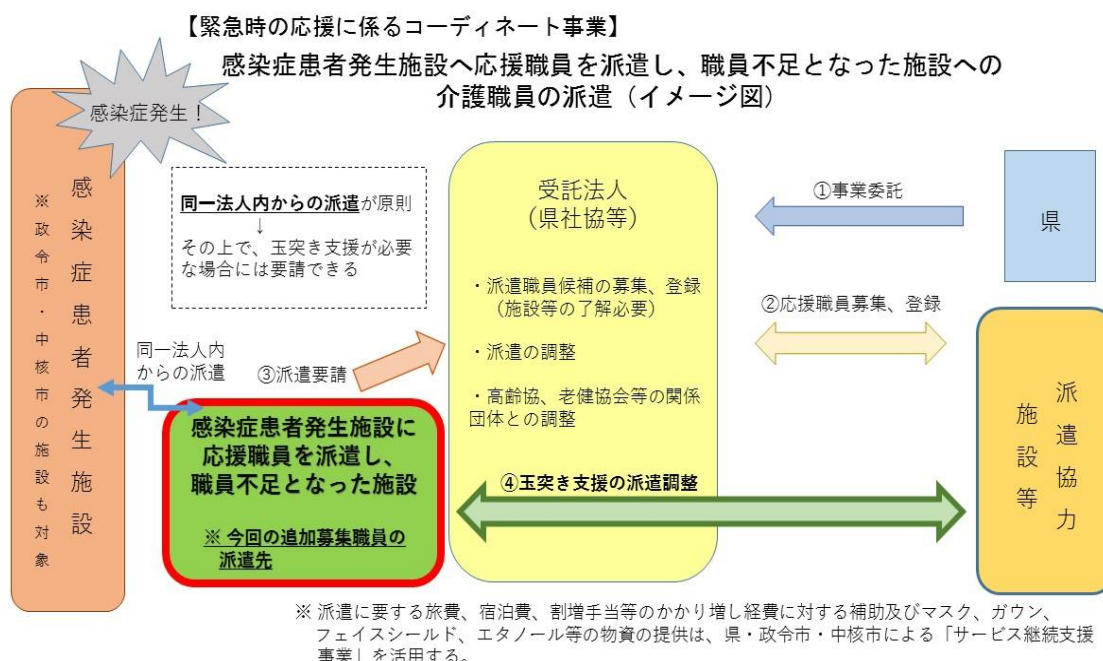 【緊急時の応援に係るコーディネート事業】
感染症患者発生施設へ応援職員を派遣し、職員不足となった施設への
介護職員の派遣（イメージ図）
感染症発生！
感染症患者発生施設
※政令市・中核市の施設も対象
同一法人内からの派遣が原則
↓
その上で、玉突き支援が必要
な場合には要請できる
同一法人内
からの派遣
③派遣要請
感染症患者発生施設に
応援職員を派遣し、
職員不足となった施設
※ 今回の追加募集職員の
派遣先
受託法人
（県社協等）
・派遣職員候補の募集、登録
（施設等の了解必要）
・派遣の調整
・高齢協、老健協会等の関係
団体との調整
④玉突き支援の派遣調整
①事業委託
県
②応援職員募集、登録
派遣協力
施設等
※ 派遣に要する旅費、宿泊費、割増手当等のかかり増し経費に対する補助及びマスク、ガウン、
フェイスシールド、エタノール等の物資の提供は、県・政令市・中核市による「サービス継続支援
事業」を活用する。